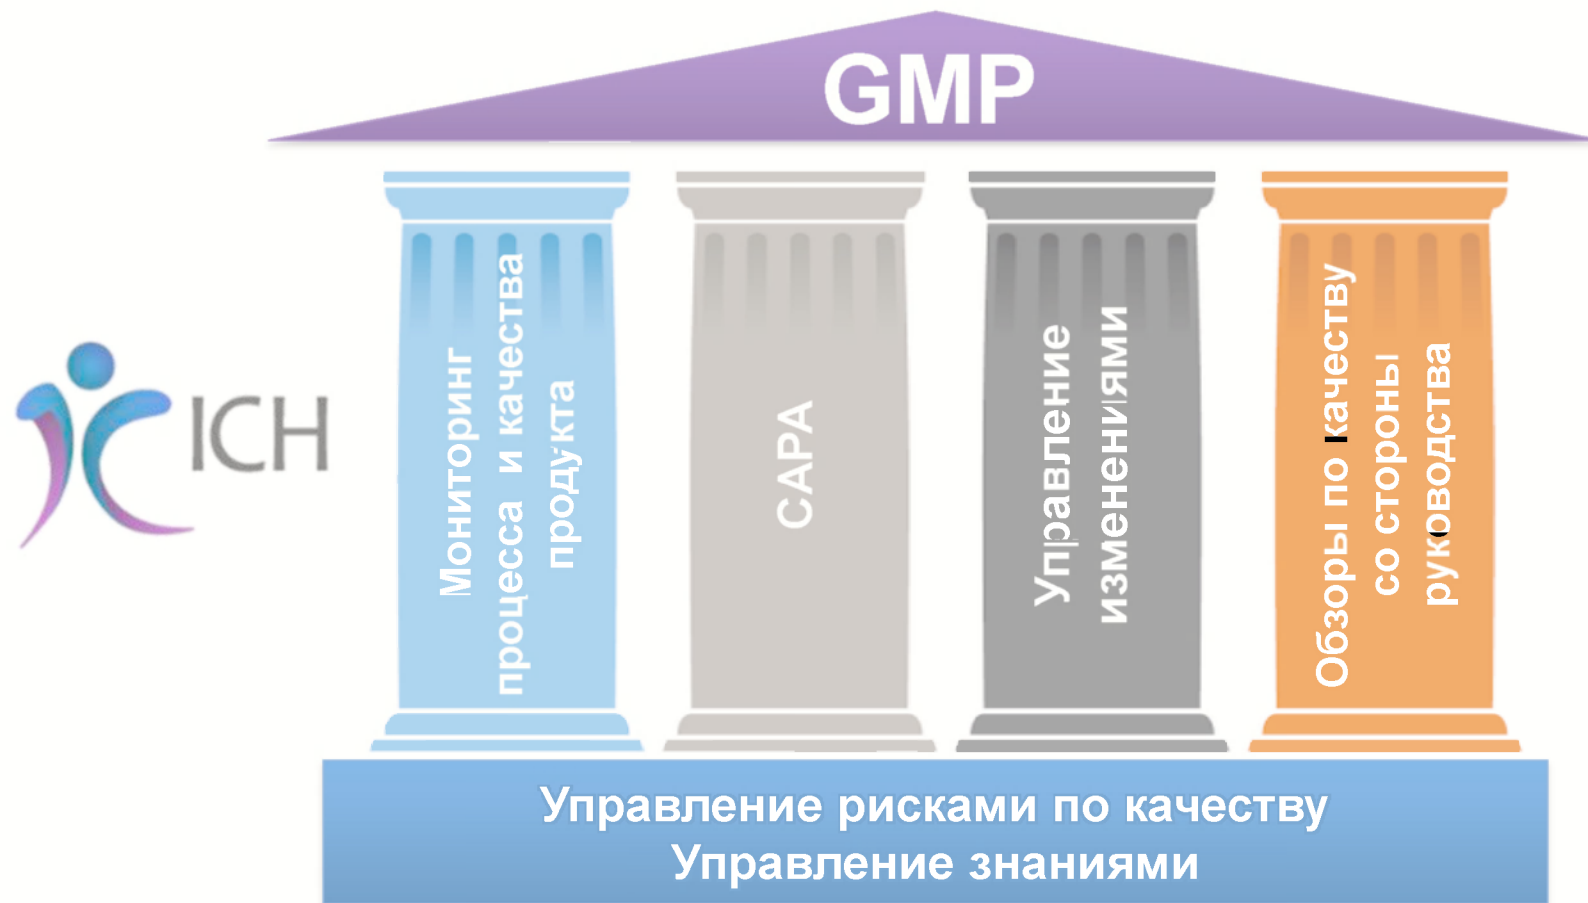 GMP
ICH
Мониторинг
процесса и качества
продукта
CAPA
Управление
изменениями
Обзоры по качеству
со стороны
руководства
Управление рисками по качеству
Управление знаниями